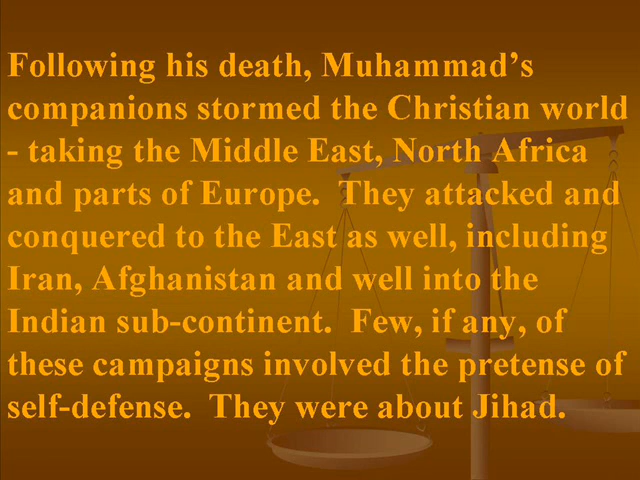 Following his death, Muhammad’s
companions stormed the Christian world
- taking the Middle East, North Africa
and parts of Europe.  They attacked and
conquered to the East as well, including
Iran, Afghanistan and well into the
Indian sub-continent.  Few, if any, of
these campaigns involved the pretense of
self-defense.  They were about Jihad.